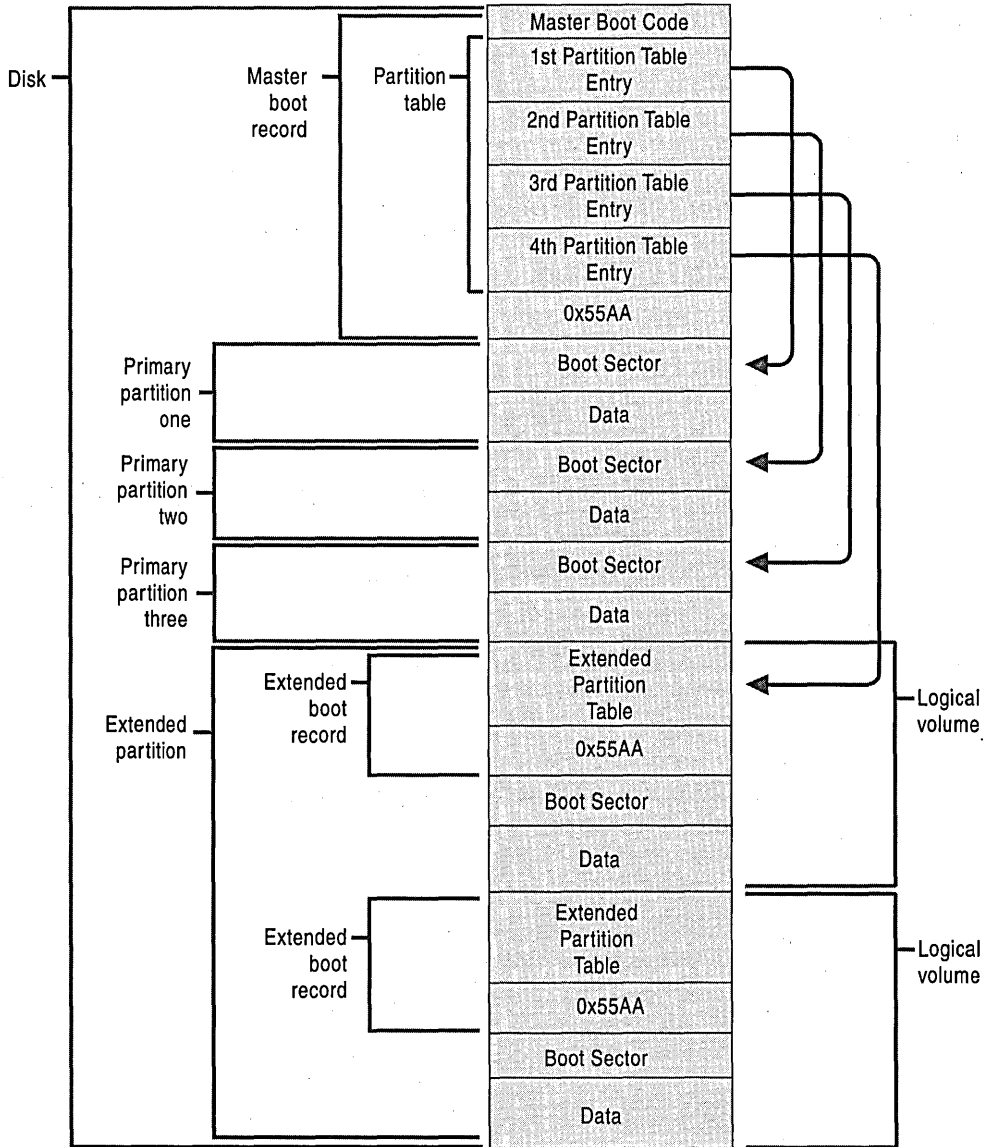 Disk
Master
boot
record
Partition
table
Master Boot Code
1st Partition Table
Entry
2nd Partition Table
Entry
3rd Partition Table
Entry
4th Partition Table
Entry
0x55AA
Primary
partition
one
Boot Sector
Data
Primary
partition
two
Boot Sector
Data
Primary
partition
three
Boot Sector
Data
Extended
partition
Extended
boot
record
Extended
Partition
Table
0x55AA
Boot Sector
Data
Logical
volume
Extended
boot
record
Extended
Partition
Table
0x55AA
Boot Sector
Data
Logical
volume